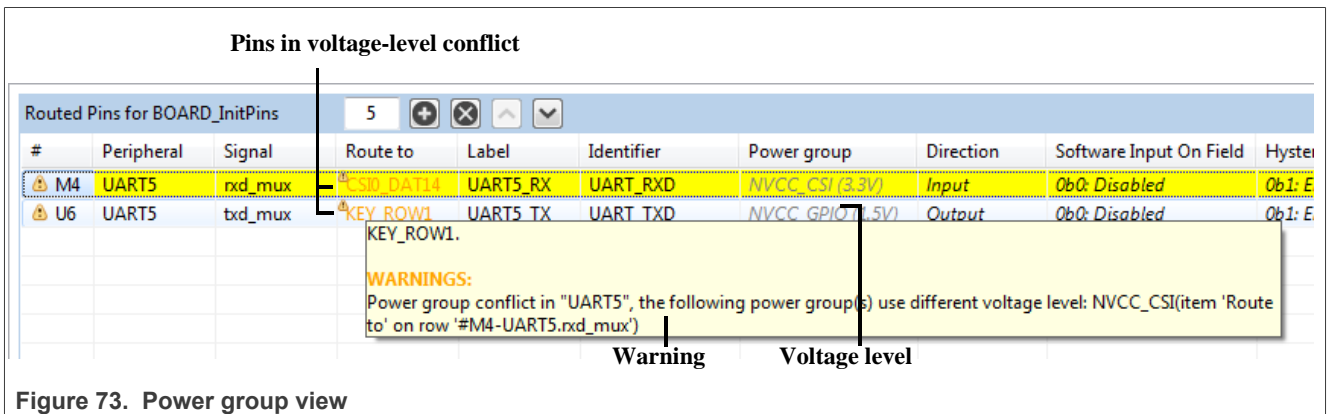 Pins in voltage-level conflict
Routed Pins for BOARD_InitPins 5
# Peripheral Signal Route to Label Identifier Power group Direction Software Input On Field Hyster
M4 UART5 rxd_mux CSI0_DAT14 UART5_RX UART_RXD NVCC_CSI (3.3V) Input 0b0: Disabled 0b1: E
U6 UART5 txd_mux KEY_ROW1 UART5_TX UART_TXD NVCC_GPIO (1.5V) Output 0b0: Disabled 0b1: E
KEY_ROW1.
WARNINGS:
Power group conflict in "UART5", the following power group(s) use different voltage level: NVCC_CSI(item 'Route
to' on row '#M4-UART5.rxd_mux')
Warning Voltage level
Figure 73. Power group view